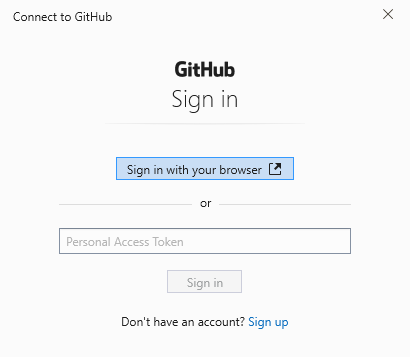 Connect to GitHub
GitHub
Sign in
Sign in with your browser
or
Personal Access Token
Sign in
Don't have an account? Sign up